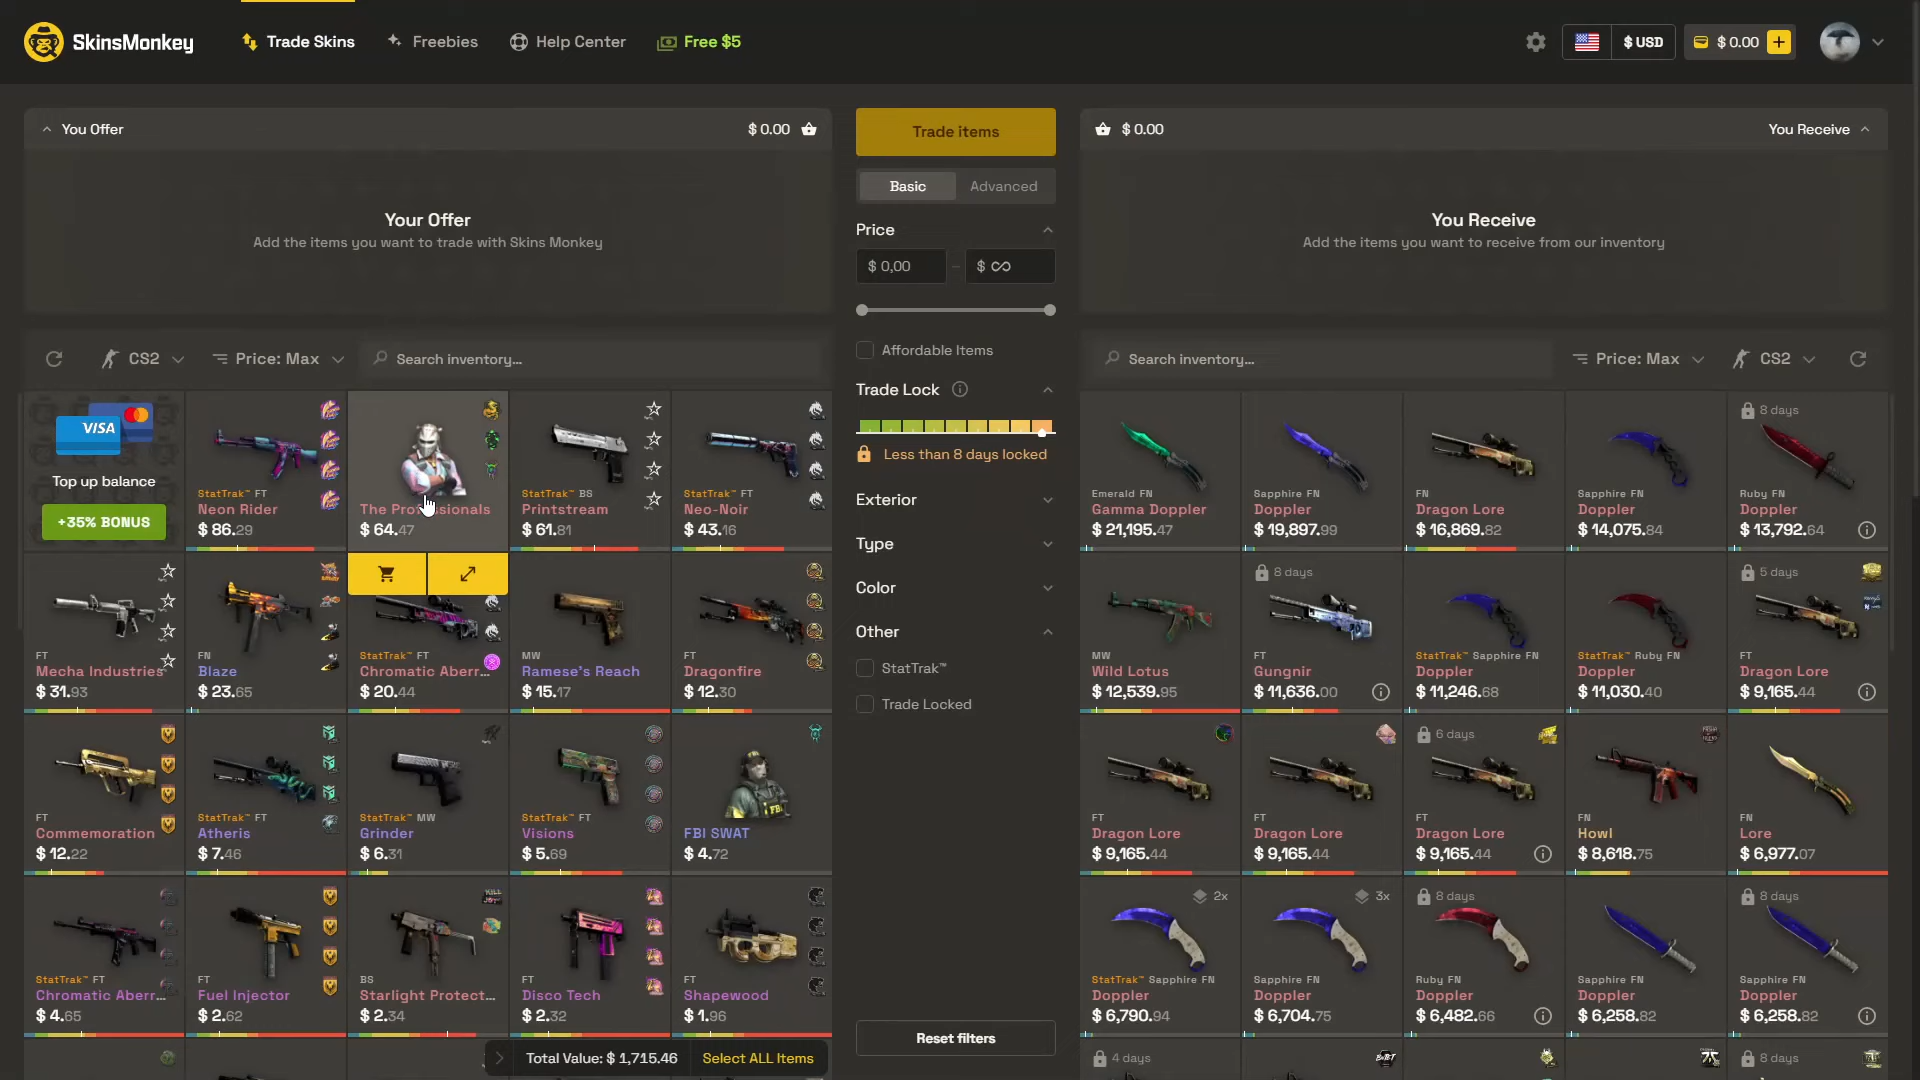 SkinsMonkey
Trade Skins
Freebies
Help Center
Free $5
$ USD
$ 0.00
You Offer
$ 0.00
Your Offer
Add the items you want to trade with Skins Monkey
Trade items
Basic
Advanced
Price
$ 0,00
–
$ ∞
Affordable Items
Trade Lock
Less than 8 days locked
Exterior
Type
Color
Other
StatTrak™
Trade Locked
Reset filters
$ 0.00
You Receive
You Receive
Add the items you want to receive from our inventory
CS2
Price: Max
Search inventory...
VISA
Top up balance
+35% BONUS
StatTrak™ FT
Neon Rider
$ 86.29
The Professionals
$ 64.47
StatTrak™ BS
Printstream
$ 61.81
StatTrak™ FT
Neo-Noir
$ 43.16
FT
Mecha Industries
$ 31.93
FN
Blaze
$ 23.65
StatTrak™ FT
Chromatic Aberr...
$ 20.44
MW
Ramese's Reach
$ 15.17
FT
Dragonfire
$ 12.30
FT
Commemoration
$ 12.22
StatTrak™ FT
Atheris
$ 7.46
StatTrak™ MW
Grinder
$ 6.31
StatTrak™ FT
Visions
$ 5.69
FBI
FBI SWAT
$ 4.72
StatTrak™ FT
Chromatic Aberr...
$ 4.65
FT
Fuel Injector
$ 2.62
BS
Starlight Protect...
$ 2.34
FT
Disco Tech
$ 2.32
FT
Shapewood
$ 1.96
Total Value: $ 1,715.46
Select ALL Items
Search inventory...
Price: Max
CS2
Emerald FN
Gamma Doppler
$ 21,195.47
Sapphire FN
Doppler
$ 19,897.99
FN
Dragon Lore
$ 16,869.82
Sapphire FN
Doppler
$ 14,075.84
8 days
Ruby FN
Doppler
$ 13,792.64
MW
Wild Lotus
$ 12,539.95
8 days
FT
Gungnir
$ 11,636.00
StatTrak™ Sapphire FN
Doppler
$ 11,246.68
StatTrak™ Ruby FN
Doppler
$ 11,030.40
5 days
FT
Dragon Lore
$ 9,165.44
FT
Dragon Lore
$ 9,165.44
FT
Dragon Lore
$ 9,165.44
6 days
FT
Dragon Lore
$ 9,165.44
FN
Howl
$ 8,618.75
FN
Lore
$ 6,977.07
2x
StatTrak™ Sapphire FN
Doppler
$ 6,790.94
3x
Sapphire FN
Doppler
$ 6,704.75
8 days
Ruby FN
Doppler
$ 6,482.66
Sapphire FN
Doppler
$ 6,258.82
8 days
Sapphire FN
Doppler
$ 6,258.82
4 days
8 days